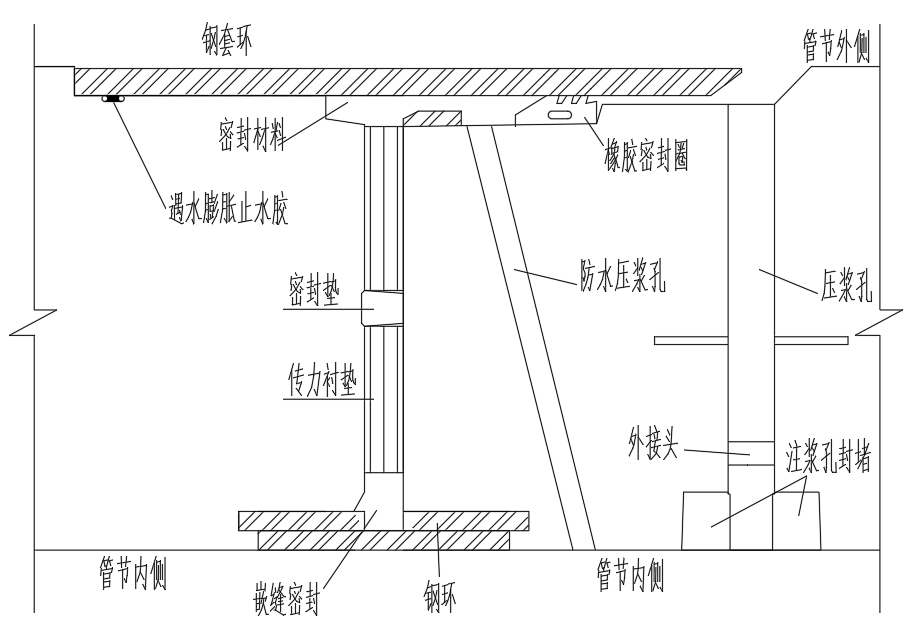 钢套环
管节外侧
密封材料
橡胶密封圈
遇水膨胀止水胶
密封垫
防水压浆孔
压浆孔
传力衬垫
外接头
注浆孔封堵
管节内侧
嵌缝密封
钢环
管节内侧